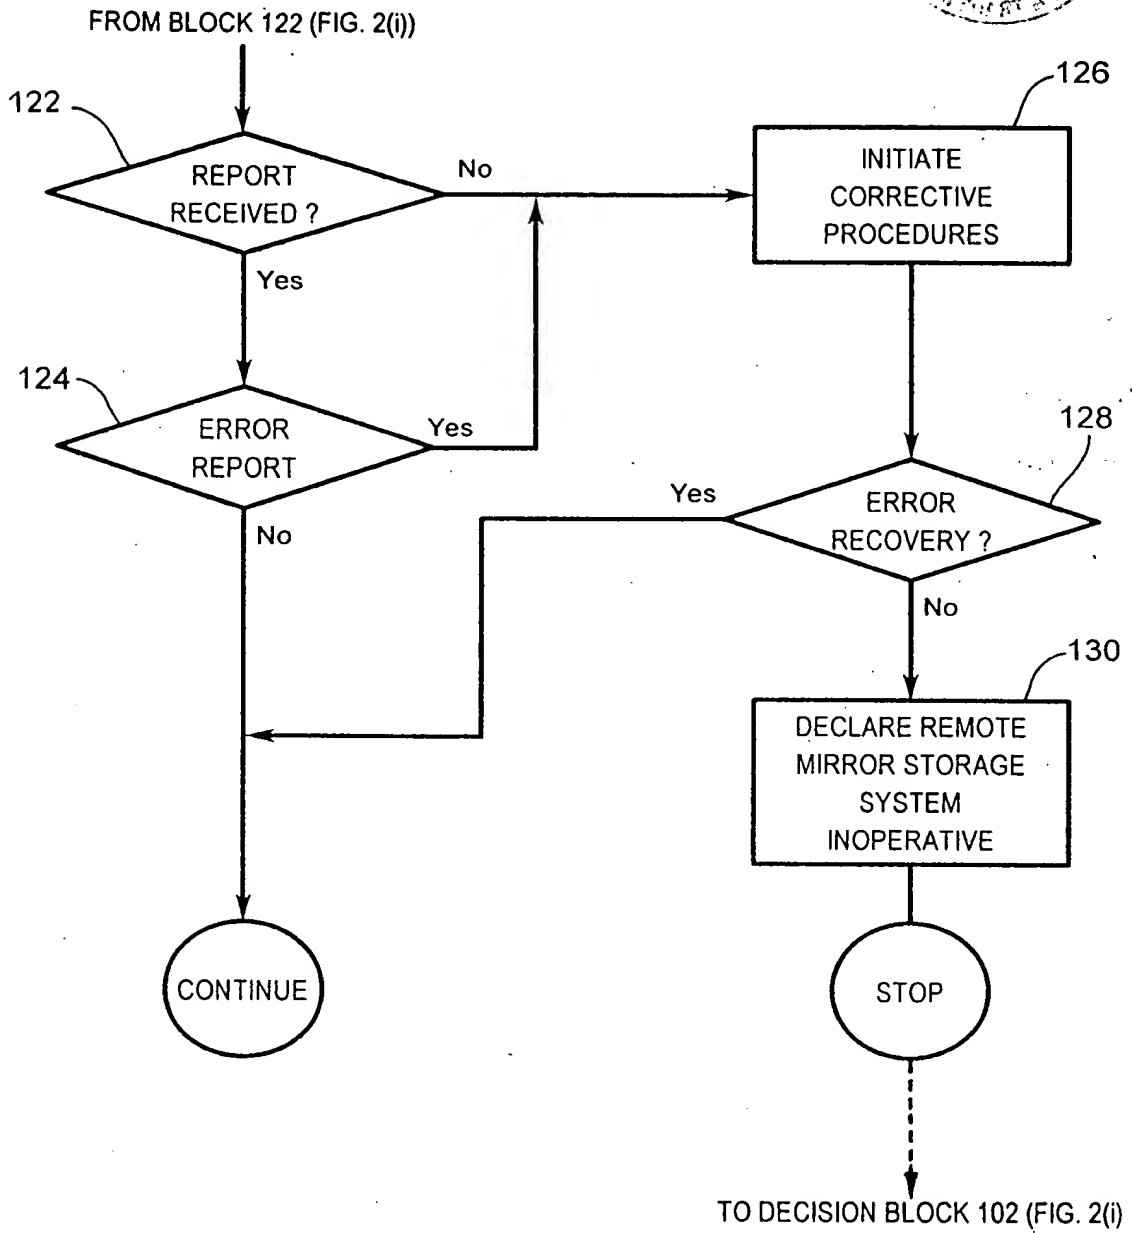 FROM BLOCK 122 (FIG. 2(i))
122
REPORT
RECEIVED ?
No
Yes
126
INITIATE
CORRECTIVE
PROCEDURES
124
ERROR
REPORT
Yes
No
128
ERROR
RECOVERY ?
Yes
No
130
DECLARE REMOTE
MIRROR STORAGE
SYSTEM
INOPERATIVE
CONTINUE
STOP
TO DECISION BLOCK 102 (FIG. 2(i)